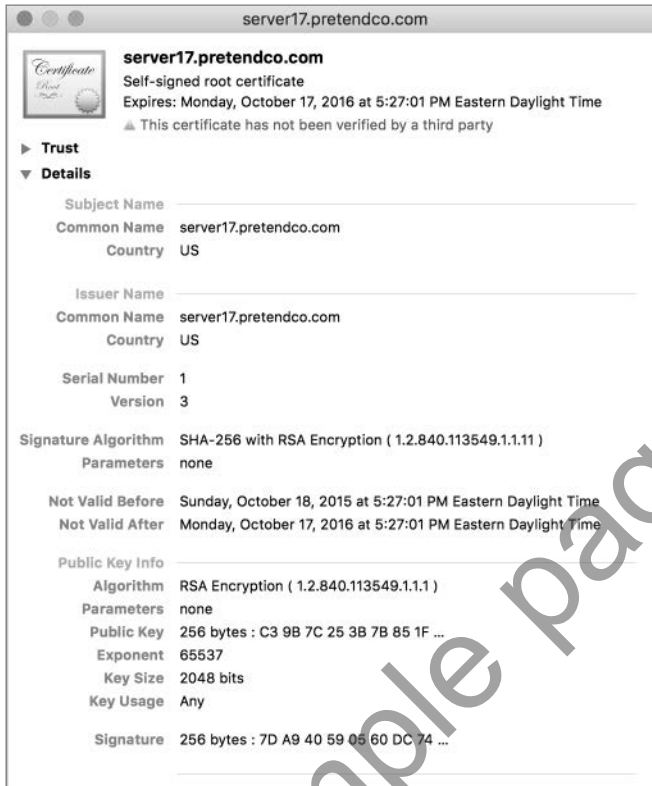 server17.pretendco.com
Certificate
Root
server17.pretendco.com
Self-signed root certificate
Expires: Monday, October 17, 2016 at 5:27:01 PM Eastern Daylight Time
This certificate has not been verified by a third party
Trust
Details
Subject Name
Common Name server17.pretendco.com
Country US
Issuer Name
Common Name server17.pretendco.com
Country US
Serial Number 1
Version 3
Signature Algorithm SHA-256 with RSA Encryption ( 1.2.840.113549.1.1.11 )
Parameters none
Not Valid Before Sunday, October 18, 2015 at 5:27:01 PM Eastern Daylight Time
Not Valid After Monday, October 17, 2016 at 5:27:01 PM Eastern Daylight Time
Public Key Info
Algorithm RSA Encryption ( 1.2.840.113549.1.1.1 )
Parameters none
Public Key 256 bytes : C3 9B 7C 25 3B 7B 85 1F ...
Exponent 65537
Key Size 2048 bits
Key Usage Any
Signature 256 bytes : 7D A9 40 59 05 60 DC 74 ...
mple pag